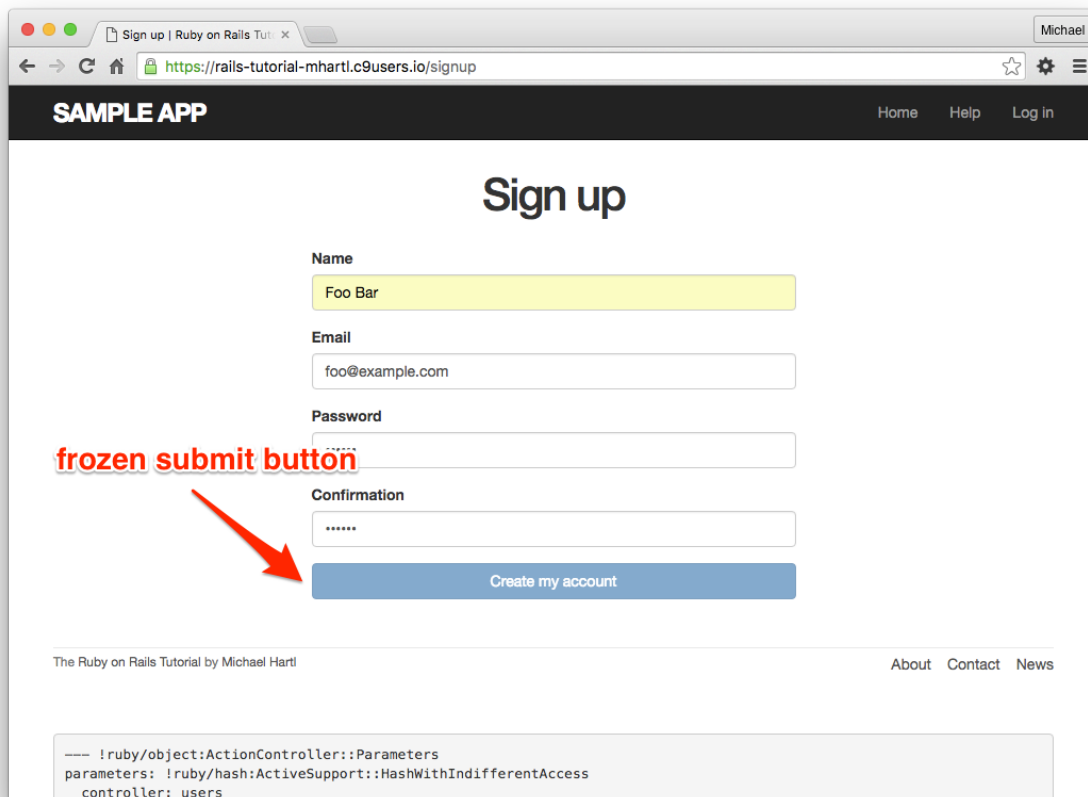 Sign up | Ruby on Rails Tut
Michael
https://rails-tutorial-mhartl.c9users.io/signup
SAMPLE APP
Home Help Log in
Sign up
Name
Foo Bar
Email
foo@example.com
Password
frozen submit button
Confirmation
••••••
Create my account
The Ruby on Rails Tutorial by Michael Hartl
About Contact News
--- !ruby/object:ActionController::Parameters
parameters: !ruby/hash:ActiveSupport::HashWithIndifferentAccess
controller: users